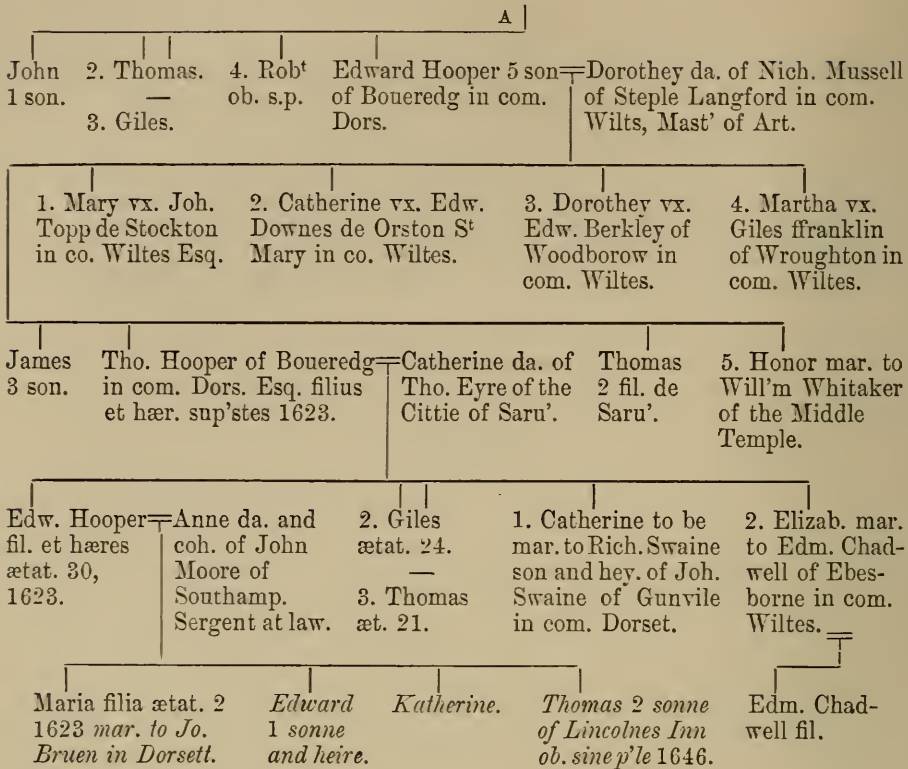 A
John
1 son.
2. Thomas.
—
3. Giles.
4. Robᵗ
ob. s.p.
Edward Hooper 5 son
of Boueredg in com.
Dors.
Dorothey da. of Nich. Mussell
of Steple Langford in com.
Wilts, Mast' of Art.
1. Mary vx. Joh.
Topp de Stockton
in co. Wiltes Esq.
2. Catherine vx. Edw.
Downes de Orston Sᵗ
Mary in co. Wiltes.
3. Dorothey vx.
Edw. Berkley of
Woodborow in
com. Wiltes.
4. Martha vx.
Giles ffranklin
of Wroughton in
com. Wiltes.
James
3 son.
Tho. Hooper of Boueredg
in com. Dors. Esq. filius
et hær. sup'stes 1623.
Catherine da. of
Tho. Eyre of the
Cittie of Saru'.
Thomas
2 fil. de
Saru'.
5. Honor mar. to
Will'm Whitaker
of the Middle
Temple.
Edw. Hooper
fil. et hæres
ætat. 30,
1623.
Anne da. and
coh. of John
Moore of
Southamp.
Sergent at law.
2. Giles
ætat. 24.
—
3. Thomas
æt. 21.
1. Catherine to be
mar. to Rich. Swaine
son and hey. of Joh.
Swaine of Gunvile
in com. Dorset.
2. Elizab. mar.
to Edm. Chad-
well of Ebes-
borne in com.
Wiltes.
Maria filia ætat. 2
1623 mar. to Jo.
Bruen in Dorsett.
Edward
1 sonne
and heire.
Katherine.
Thomas 2 sonne
of Lincolnes Inn
ob. sine p'le 1646.
Edm. Chad-
well fil.